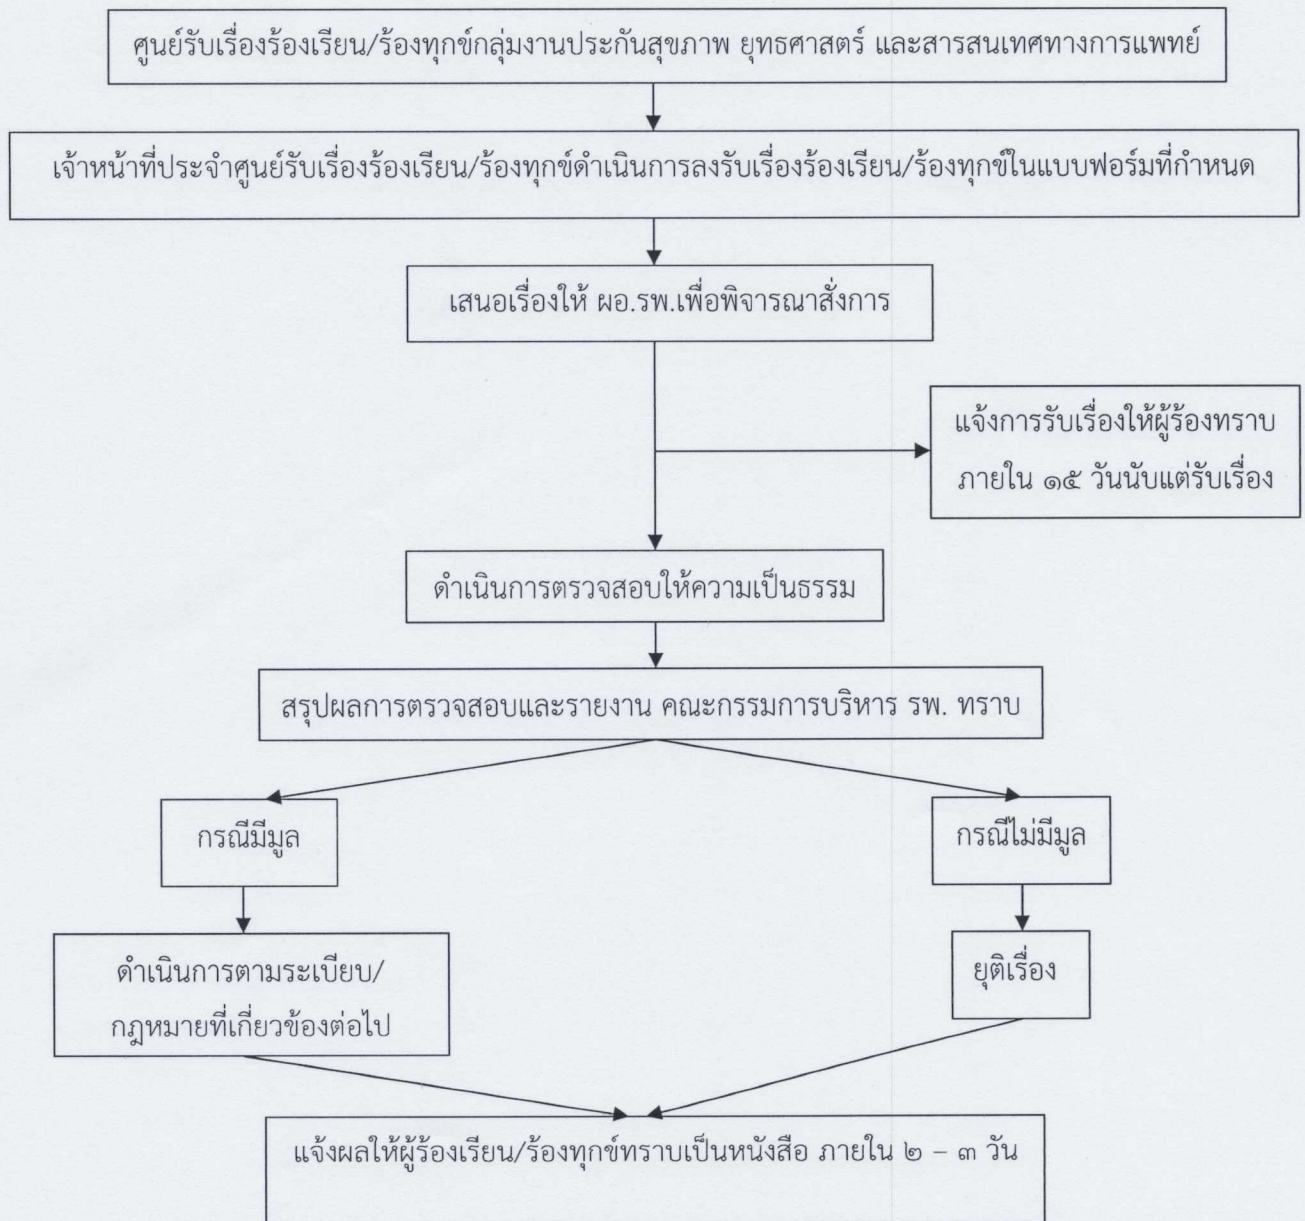 ศูนย์รับเรื่องร้องเรียน/ร้องทุกข์กลุ่มงานประกันสุขภาพ ยุทธศาสตร์ และสารสนเทศทางการแพทย์
เจ้าหน้าที่ประจำศูนย์รับเรื่องร้องเรียน/ร้องทุกข์ดำเนินการลงรับเรื่องร้องเรียน/ร้องทุกข์ในแบบฟอร์มที่กำหนด
เสนอเรื่องให้ ผอ.รพ.เพื่อพิจารณาสั่งการ
แจ้งการรับเรื่องให้ผู้ร้องทราบ
ภายใน ๑๕ วันนับแต่รับเรื่อง
ดำเนินการตรวจสอบให้ความเป็นธรรม
สรุปผลการตรวจสอบและรายงาน คณะกรรมการบริหาร รพ. ทราบ
กรณีมีมูล
กรณีไม่มีมูล
ดำเนินการตามระเบียบ/
กฎหมายที่เกี่ยวข้องต่อไป
ยุติเรื่อง
แจ้งผลให้ผู้ร้องเรียน/ร้องทุกข์ทราบเป็นหนังสือ ภายใน ๒ – ๓ วัน